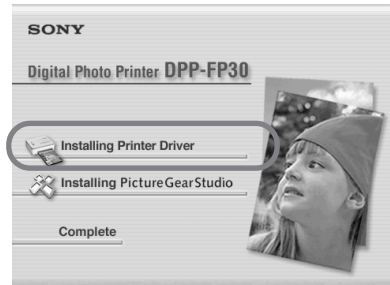 SONY
Digital Photo Printer DPP-FP30
Installing Printer Driver
Installing PictureGearStudio
Complete